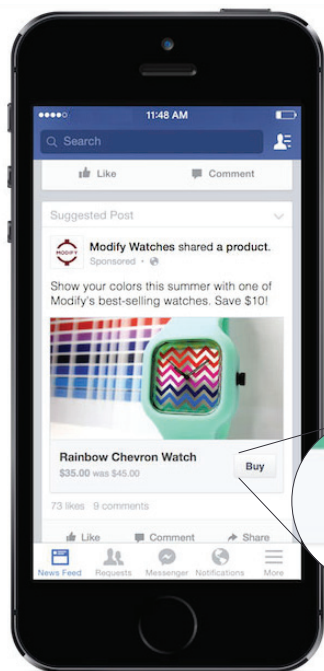 11:48 AM
Search
Like Comment
Suggested Post
MODIFY
Modify Watches shared a product.
Sponsored
Show your colors this summer with one of
Modify's best-selling watches. Save $10!
Rainbow Chevron Watch
$35.00 was $45.00
Buy
73 likes 9 comments
Like Comment Share
News Feed Requests Messenger Notifications More